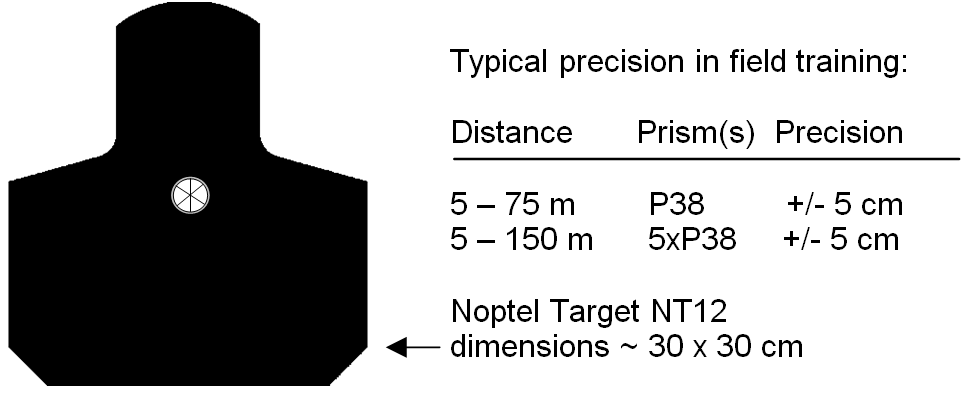 Typical precision in field training:
Distance Prism(s) Precision
5 – 75 m P38 +/- 5 cm
5 – 150 m 5xP38 +/- 5 cm
Noptel Target NT12
dimensions ~ 30 x 30 cm